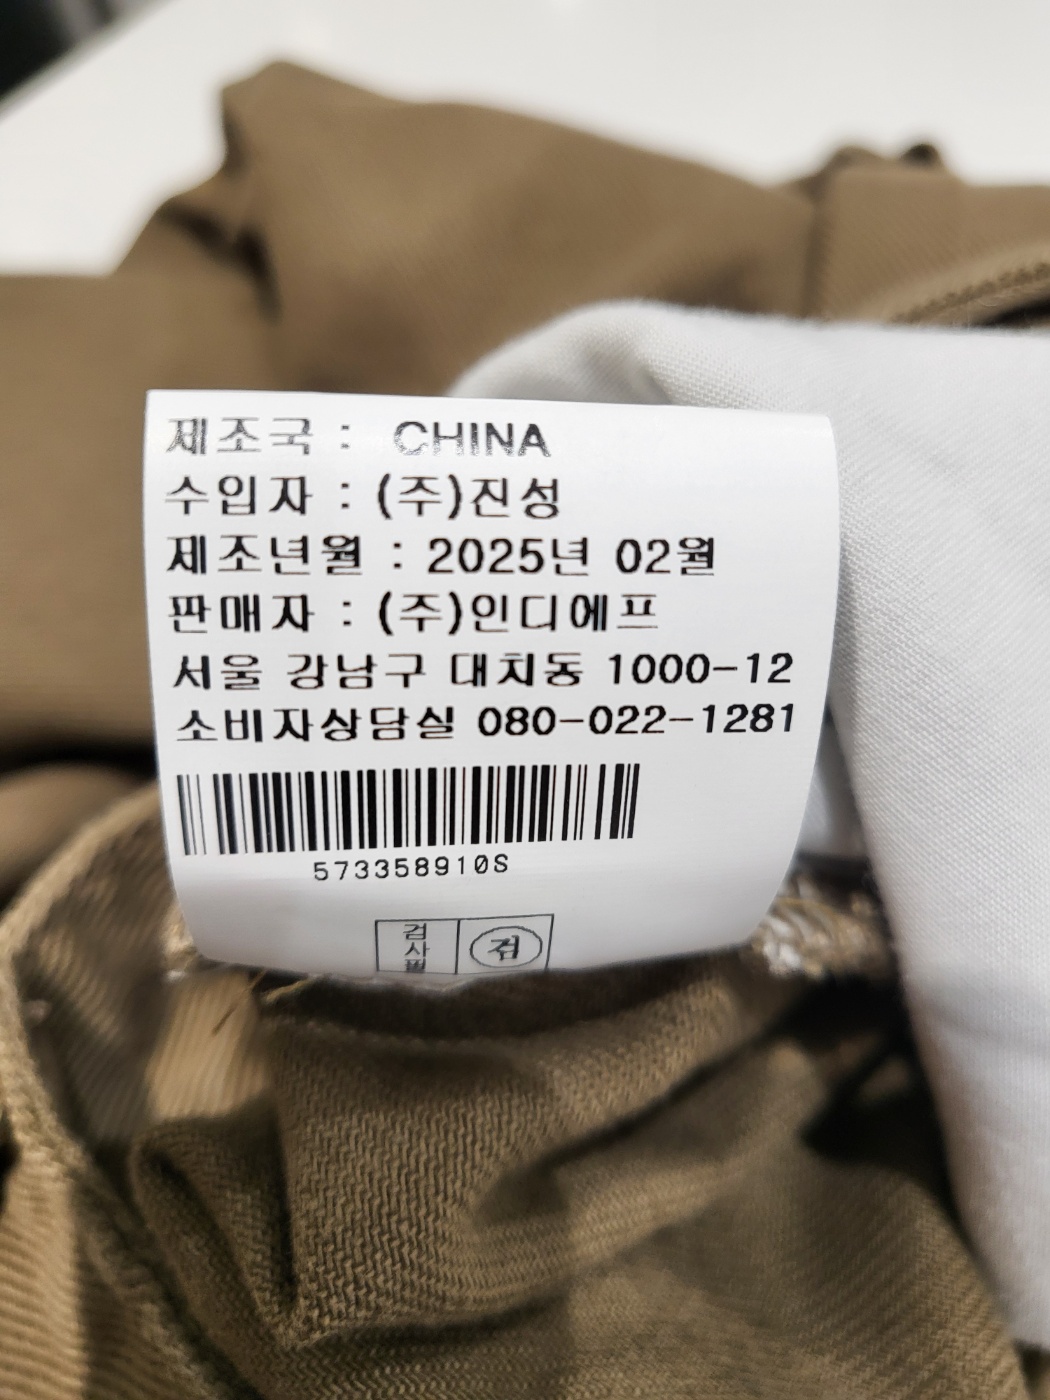 제조국 : CHINA
수입자 : (주)진성
제조년월 : 2025년 02월
판매자 : (주)인디에프
서울 강남구 대치동 1000-12
소비자상담실 080-022-1281
573358910S
검사필 검